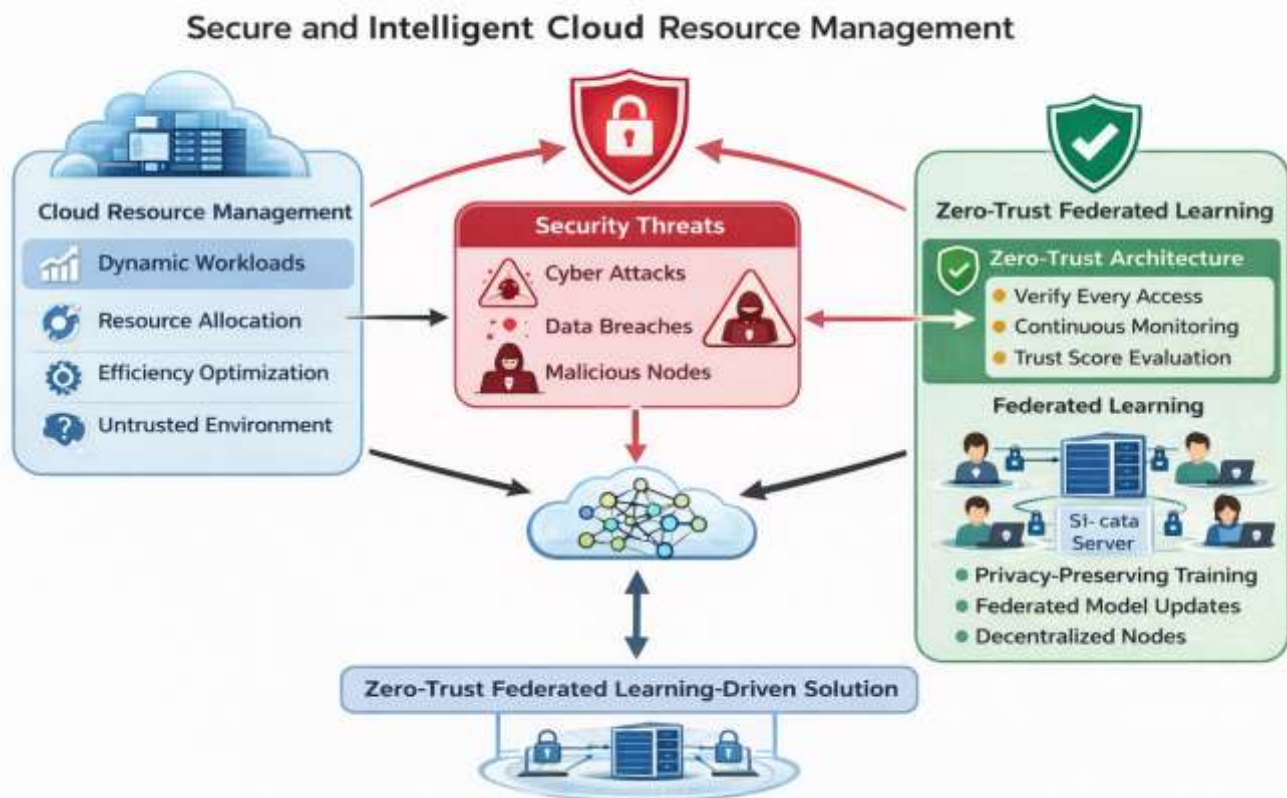 Secure and Intelligent Cloud Resource Management
Cloud Resource Management
Dynamic Workloads
Resource Allocation
Efficiency Optimization
Untrusted Environment
Security Threats
Cyber Attacks
Data Breaches
Malicious Nodes
Zero-Trust Federated Learning
Zero-Trust Architecture
Verify Every Access
Continuous Monitoring
Trust Score Evaluation
Federated Learning
SI- cata
Server
Privacy-Preserving Training
Federated Model Updates
Decentralized Nodes
Zero-Trust Federated Learning-Driven Solution